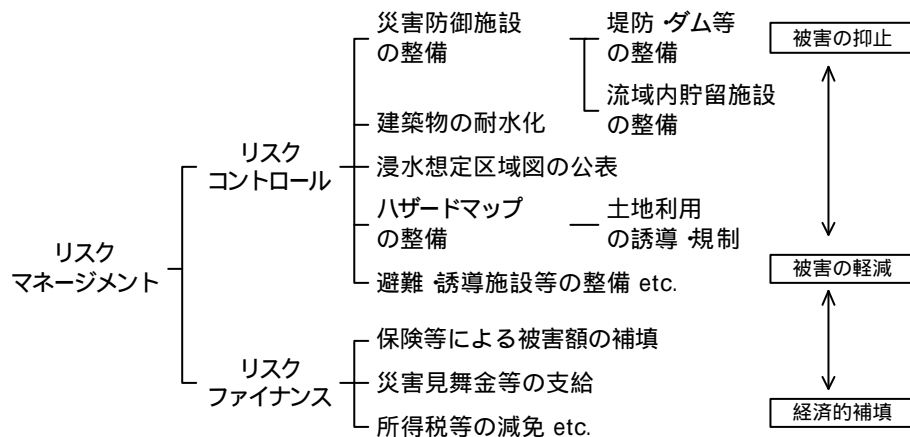 災害防御施設
の整備
堤防・ダム等
の整備
被害の抑止
流域内貯留施設
の整備
建築物の耐水化
リスク
コントロール
浸水想定区域図の公表
ハザードマップ
の整備
土地利用
の誘導・規制
リスク
マネージメント
避難・誘導施設等の整備 etc.
被害の軽減
保険等による被害額の補填
リスク
ファイナンス
災害見舞金等の支給
所得税等の減免 etc.
経済的補填